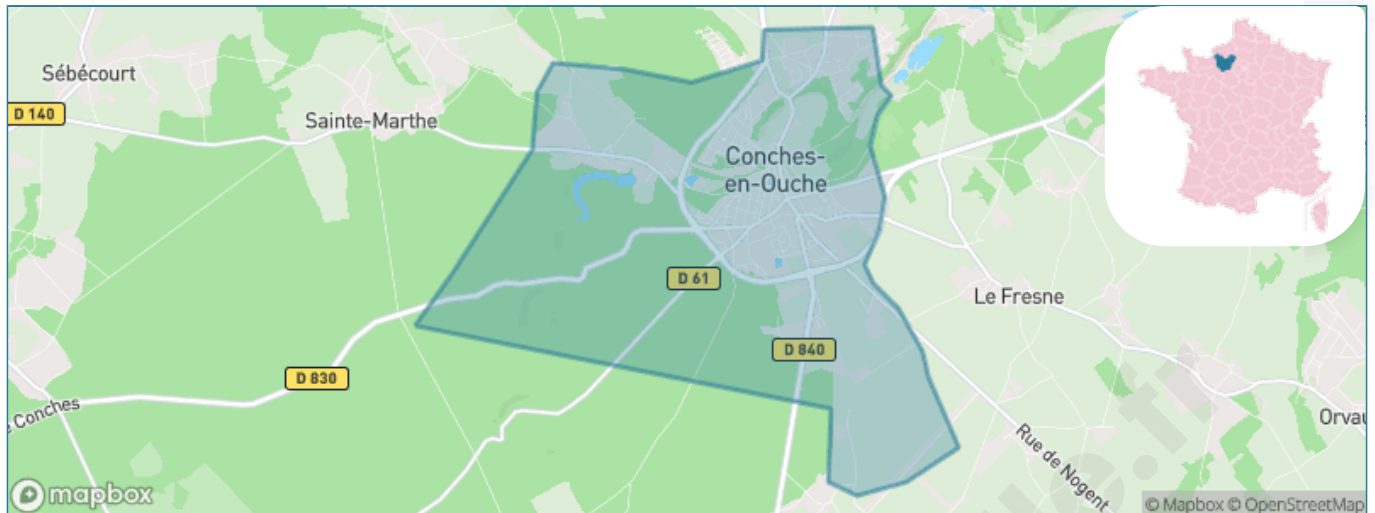 Sébécourt
D 140
Sainte-Marthe
Conches-
en-Ouche
D 61
Le Fresne
D 840
D 830
Conches
Rue de Nogent
Orvau
mapbox
© Mapbox © OpenStreetMap